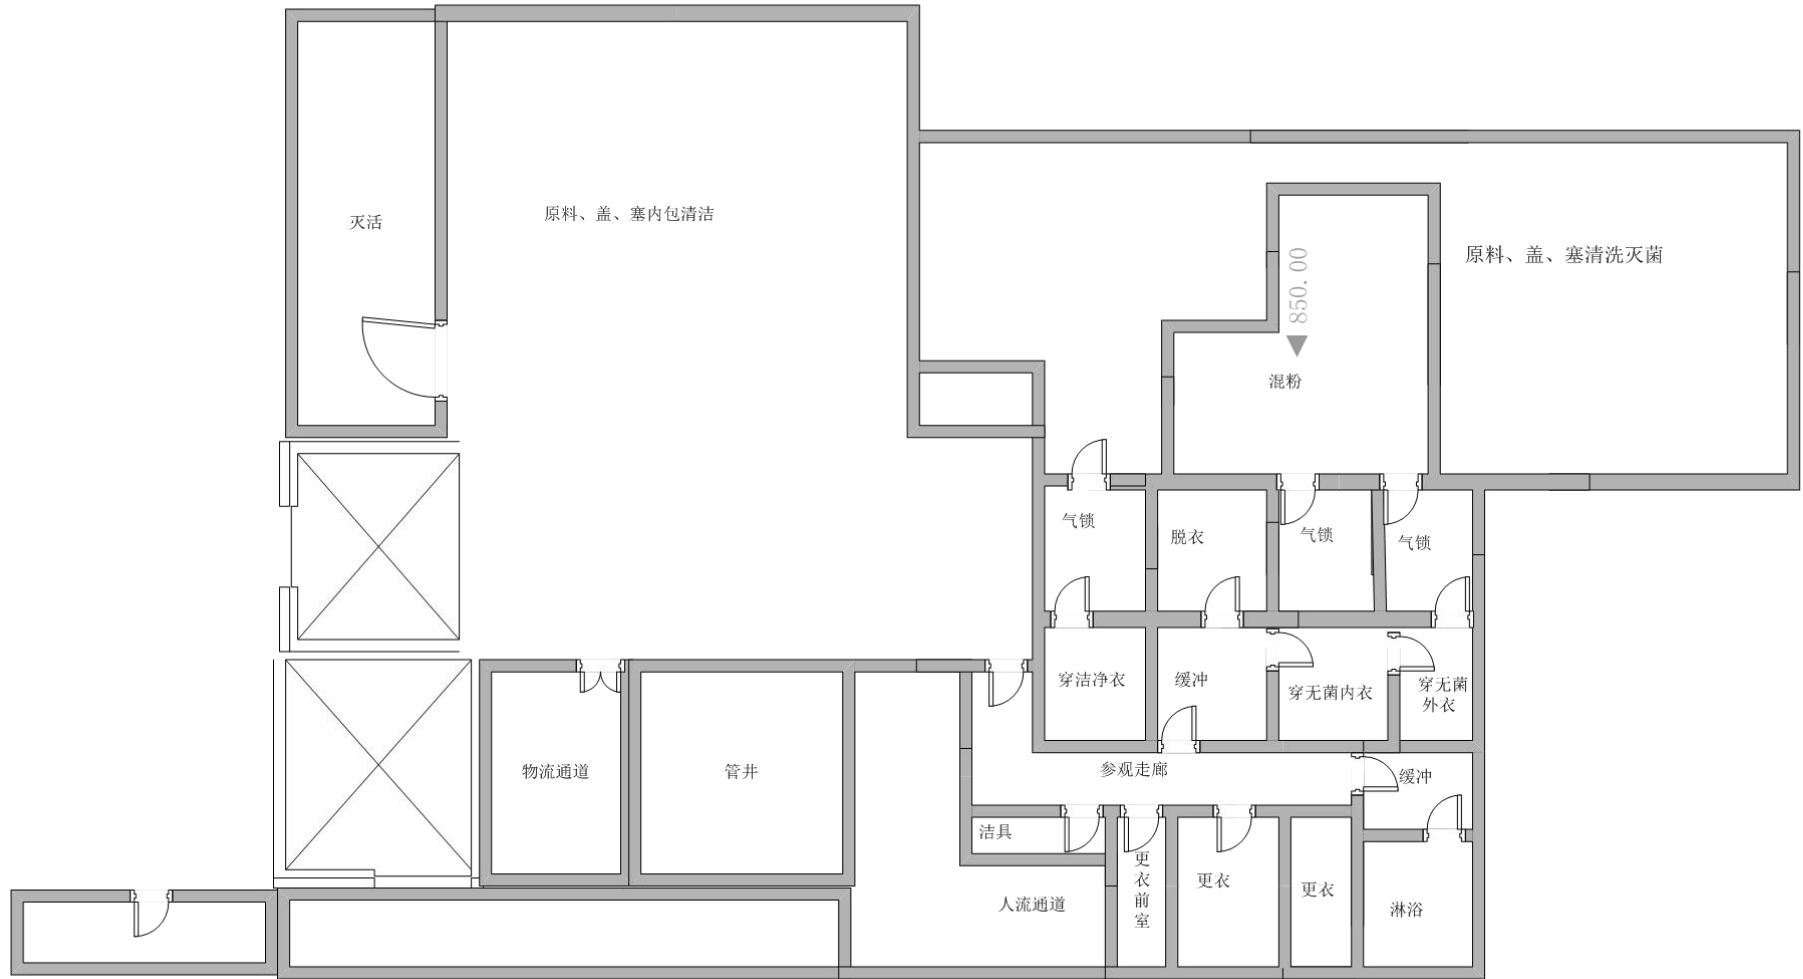 灭活
原料、盖、塞内包清洁
原料、盖、塞清洗灭菌
850.00
混粉
气锁
脱衣
气锁
气锁
穿洁净衣
缓冲
穿无菌内衣
穿无菌
外衣
物流通道
管井
参观走廊
缓冲
洁具
更
衣
前
室
更衣
更衣
人流通道
淋浴